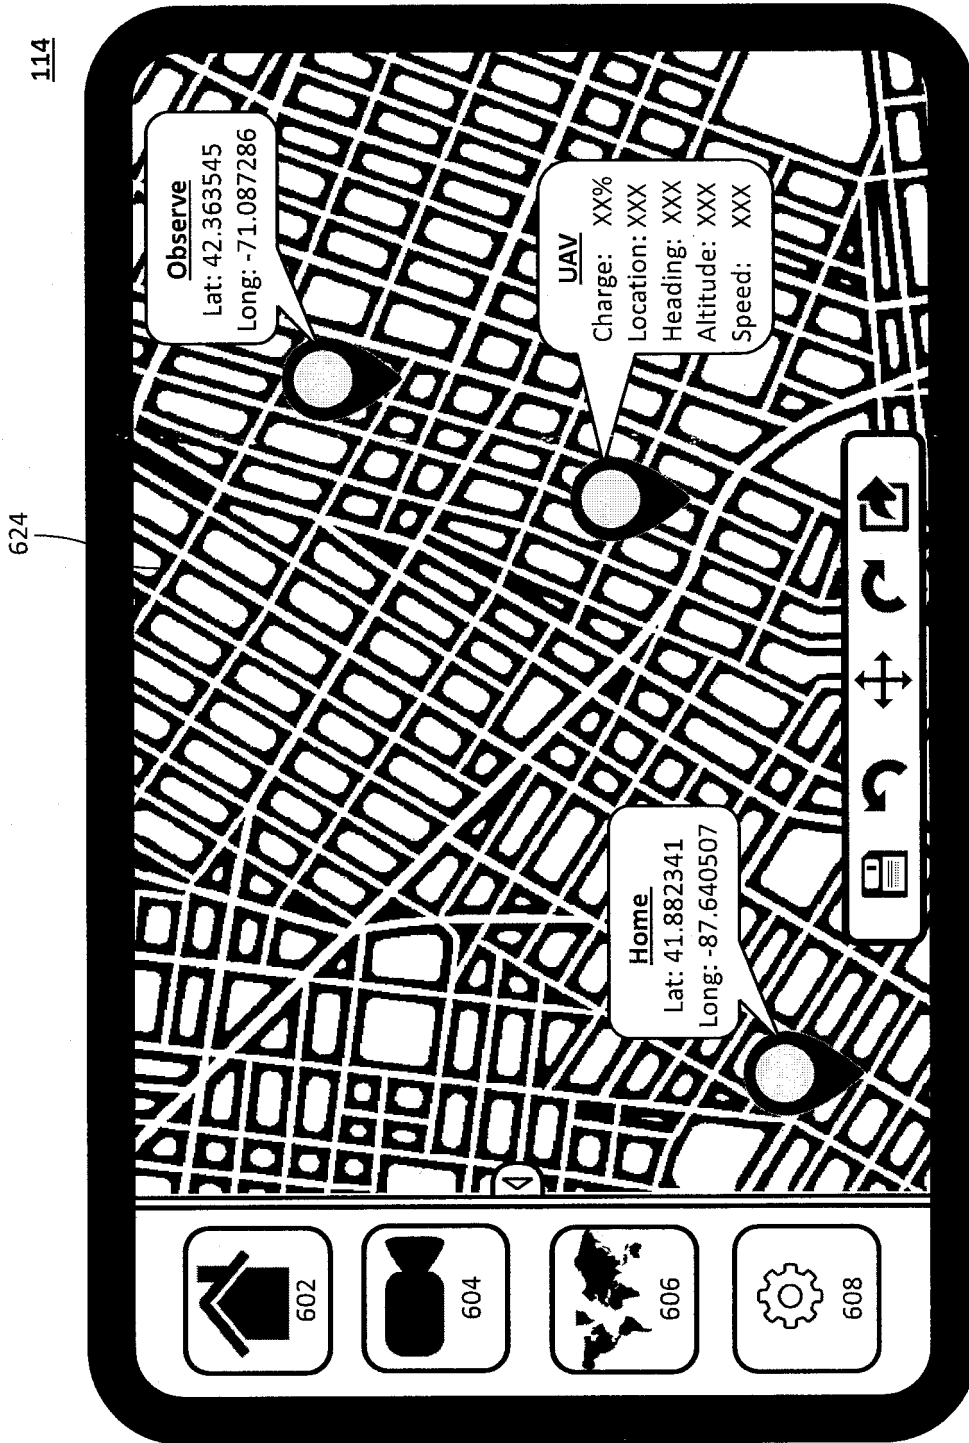 114
624
Observe
Lat: 42.363545
Long: -71.087286
UAV
Charge: XX%
Location: XXX
Heading: XXX
Altitude: XXX
Speed: XXX
Home
Lat: 41.882341
Long: -87.640507
602
604
606
608